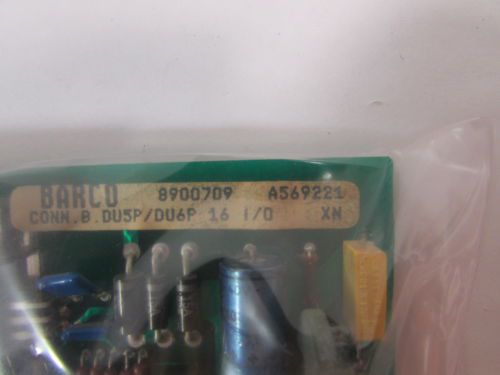 BARCO 8900709 A569221
CONN.B.DU5P/DU6P 16 I/O XN